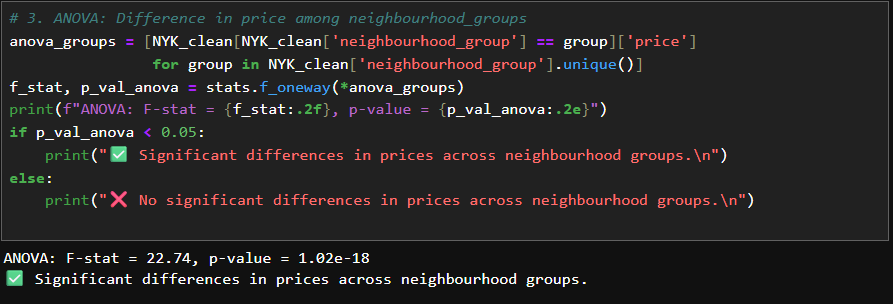 # 3. ANOVA: Difference in price among neighbourhood_groups
anova_groups = [NYK_clean[NYK_clean['neighbourhood_group'] == group]['price']
                for group in NYK_clean['neighbourhood_group'].unique()]
f_stat, p_val_anova = stats.f_oneway(*anova_groups)
print(f"ANOVA: F-stat = {f_stat:.2f}, p-value = {p_val_anova:.2e}")
if p_val_anova < 0.05:
    print("✅ Significant differences in prices across neighbourhood groups.\n")
else:
    print("❌ No significant differences in prices across neighbourhood groups.\n")
ANOVA: F-stat = 22.74, p-value = 1.02e-18
✅ Significant differences in prices across neighbourhood groups.